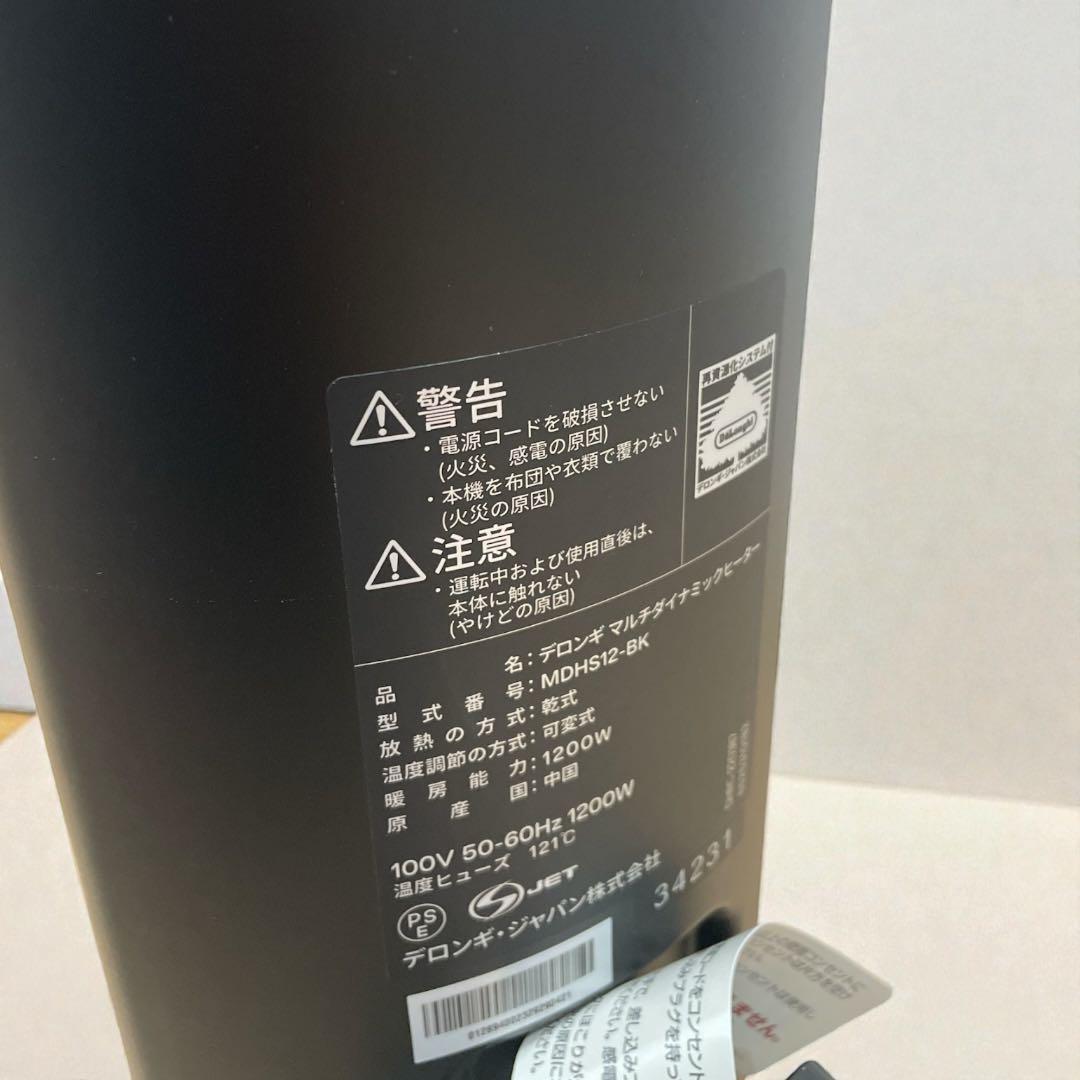 警告
・電源コードを破損させない
(火災、感電の原因)
・本機を布団や衣類で覆わない
(火災の原因)
注意
・運転中および使用直後は、
本体に触れない
(やけどの原因)
再資源化システム付
DeLonghi
デロンギ・ジャパン株式会社
品名：デロンギ マルチダイナミックヒーター
型式番号：MDHS12-BK
放熱の方式：乾式
温度調節の方式：可変式
暖房能力：1200W
原産国：中国
100V 50-60Hz 1200W
温度ヒューズ 121℃
PS
E
JET
デロンギ・ジャパン株式会社
34231